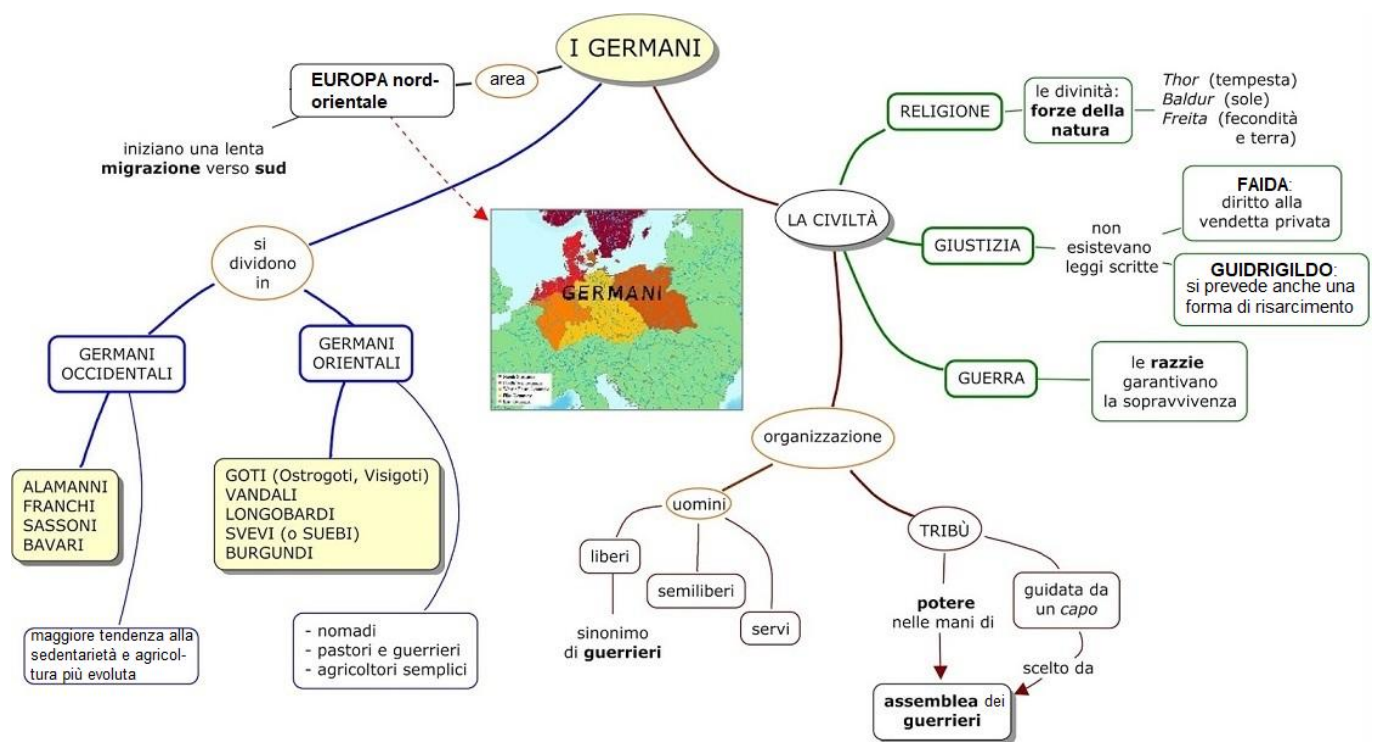 I GERMANI
area
EUROPA nord-
orientale
iniziano una lenta
migrazione verso sud
GERMANI
si
dividono
in
GERMANI
OCCIDENTALI
ALAMANNI
FRANCHI
SASSONI
BAVARI
maggiore tendenza alla
sedentarietà e agricol-
tura più evoluta
GERMANI
ORIENTALI
GOTI (Ostrogoti, Visigoti)
VANDALI
LONGOBARDI
SVEVI (o SUEBI)
BURGUNDI
- nomadi
- pastori e guerrieri
- agricoltori semplici
LA CIVILTÀ
RELIGIONE
le divinità:
forze della
natura
Thor (tempesta)
Baldur (sole)
Freita (fecondità
e terra)
GIUSTIZIA
non
esistevano
leggi scritte
FAIDA:
diritto alla
vendetta privata
GUIDRIGILDO:
si prevede anche una
forma di risarcimento
GUERRA
le razzie
garantivano
la sopravvivenza
organizzazione
uomini
liberi
sinonimo
di guerrieri
semiliberi
servi
TRIBÙ
potere
nelle mani di
guidata da
un capo
scelto da
assemblea dei
guerrieri